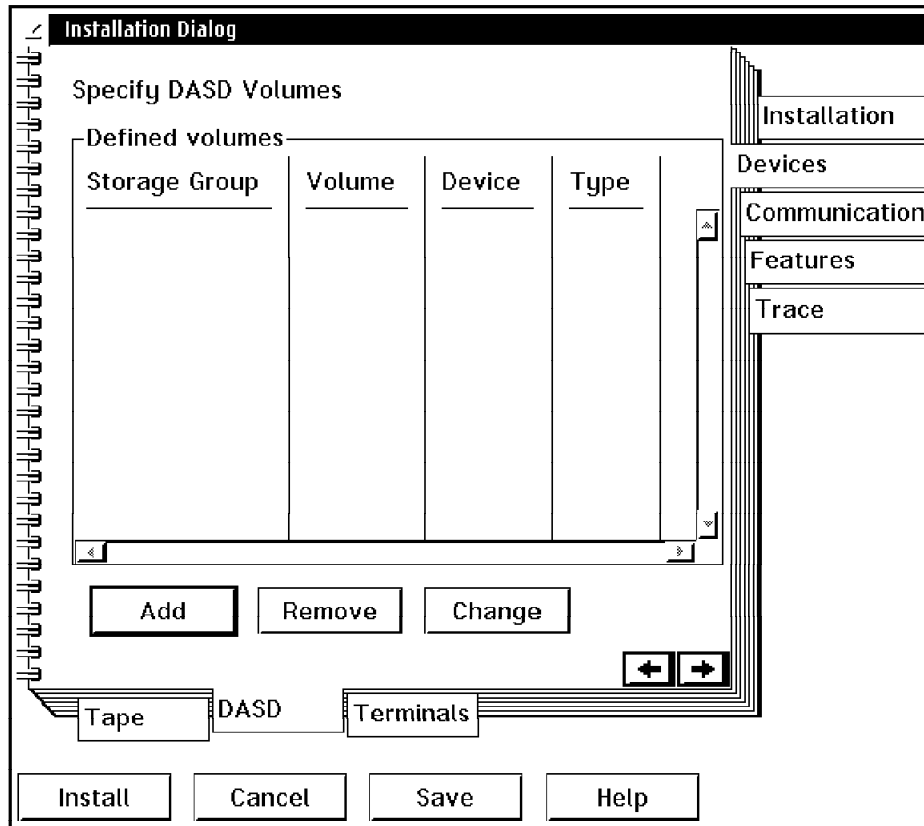 Installation Dialog
Specify DASD Volumes
Defined volumes
Storage Group Volume Device Type
Installation
Devices
Communication
Features
Trace
Add Remove Change
Tape DASD Terminals
Install Cancel Save Help